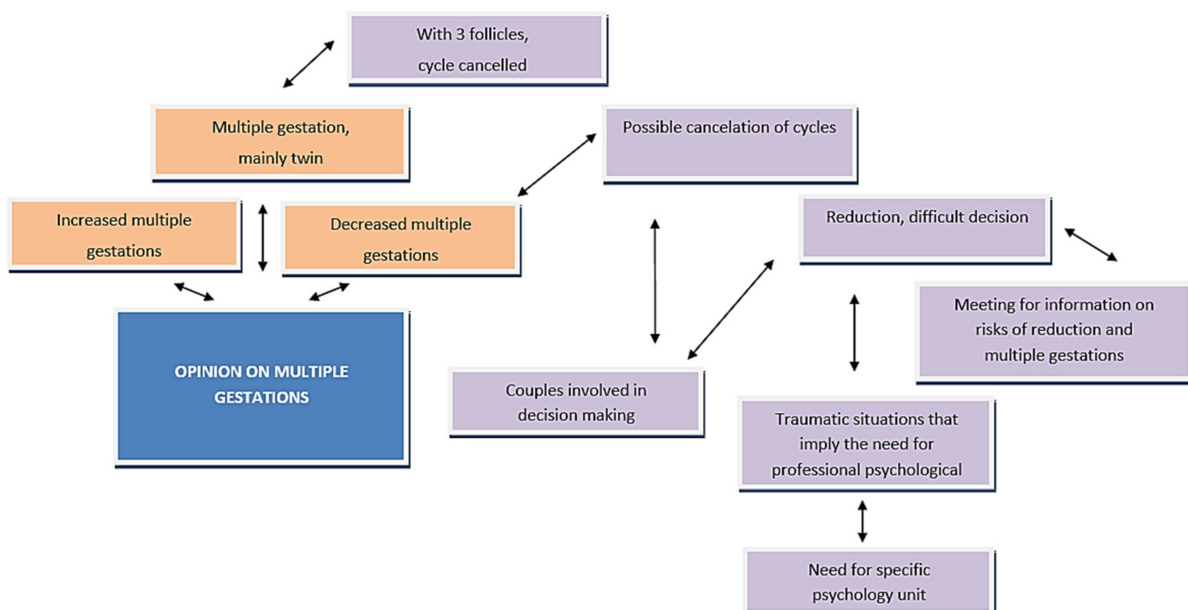 With 3 follicles,
cycle cancelled
Multiple gestation,
mainly twin
Possible cancelation of cycles
Increased multiple
gestations
Decreased multiple
gestations
Reduction, difficult decision
OPINION ON MULTIPLE
GESTATIONS
Meeting for information on
risks of reduction and
multiple gestations
Couples involved in
decision making
Traumatic situations that
imply the need for
professional psychological
Need for specific
psychology unit